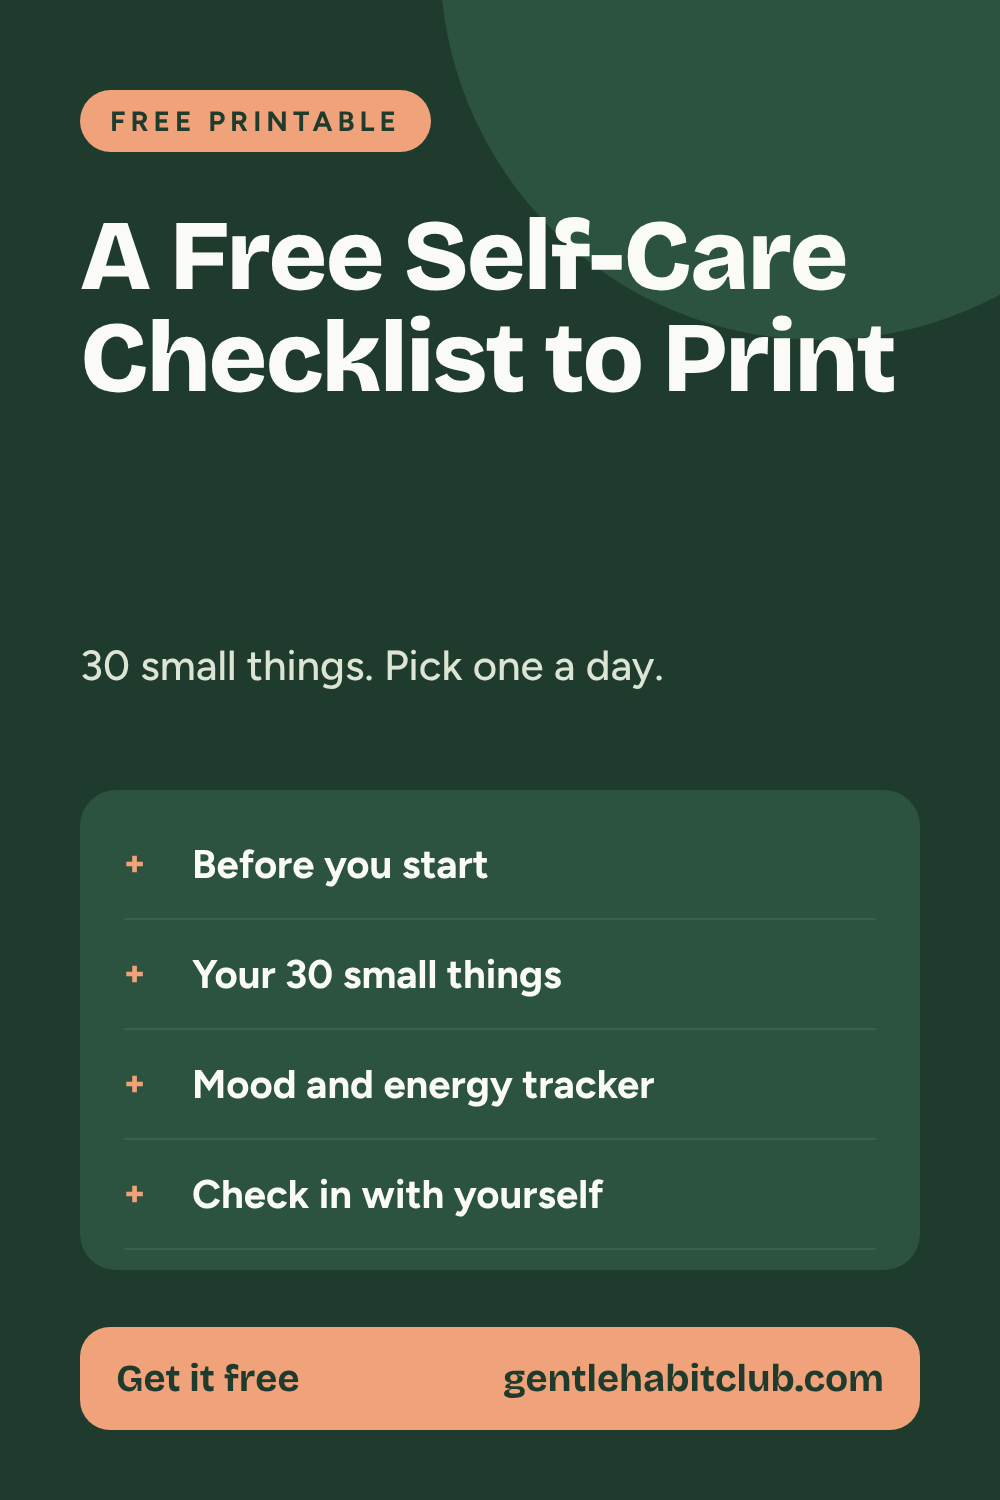 FREE PRINTABLE
A Free Self-Care
Checklist to Print
30 small things. Pick one a day.
+ Before you start
+ Your 30 small things
+ Mood and energy tracker
+ Check in with yourself
Get it free gentlehabitclub.com